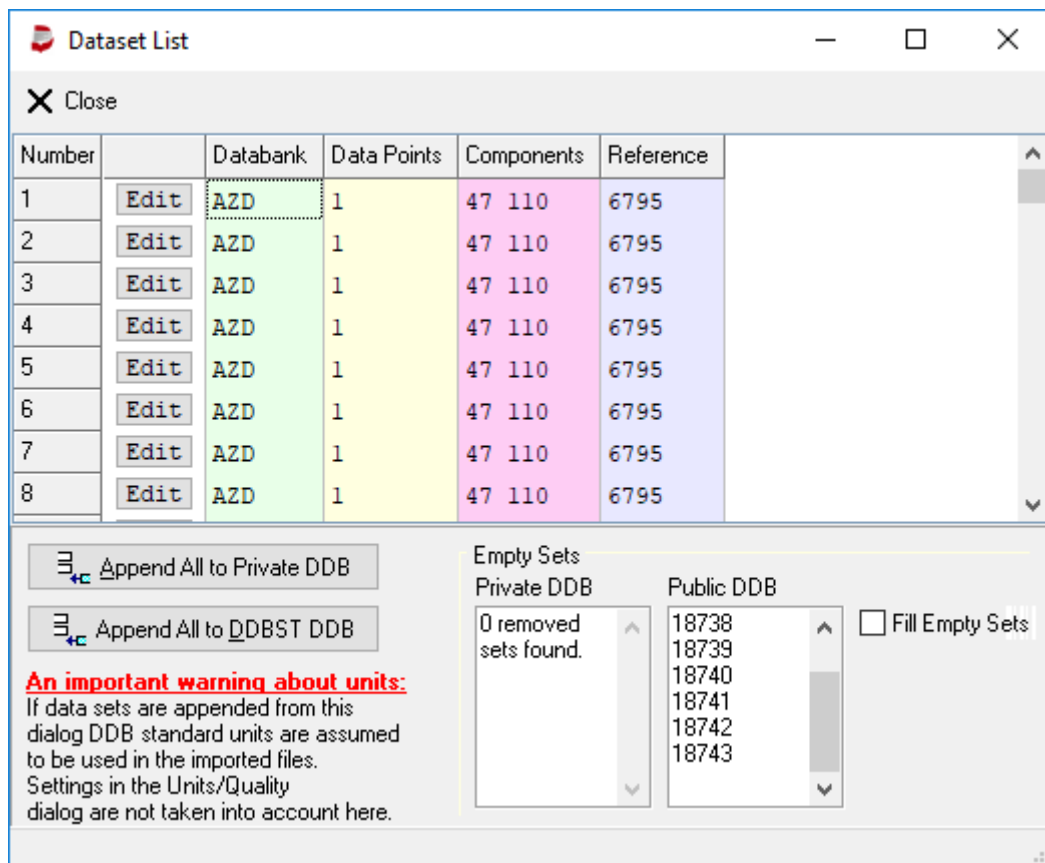 Dataset List
Close
Number Databank Data Points Components Reference
1 Edit AZD 1 47 110 6795
2 Edit AZD 1 47 110 6795
3 Edit AZD 1 47 110 6795
4 Edit AZD 1 47 110 6795
5 Edit AZD 1 47 110 6795
6 Edit AZD 1 47 110 6795
7 Edit AZD 1 47 110 6795
8 Edit AZD 1 47 110 6795
Append All to Private DDB
Append All to DDBST DDB
An important warning about units:
If data sets are appended from this
dialog DDB standard units are assumed
to be used in the imported files.
Settings in the Units/Quality
dialog are not taken into account here.
Empty Sets
Private DDB
0 removed
sets found.
Public DDB
18738
18739
18740
18741
18742
18743
Fill Empty Sets